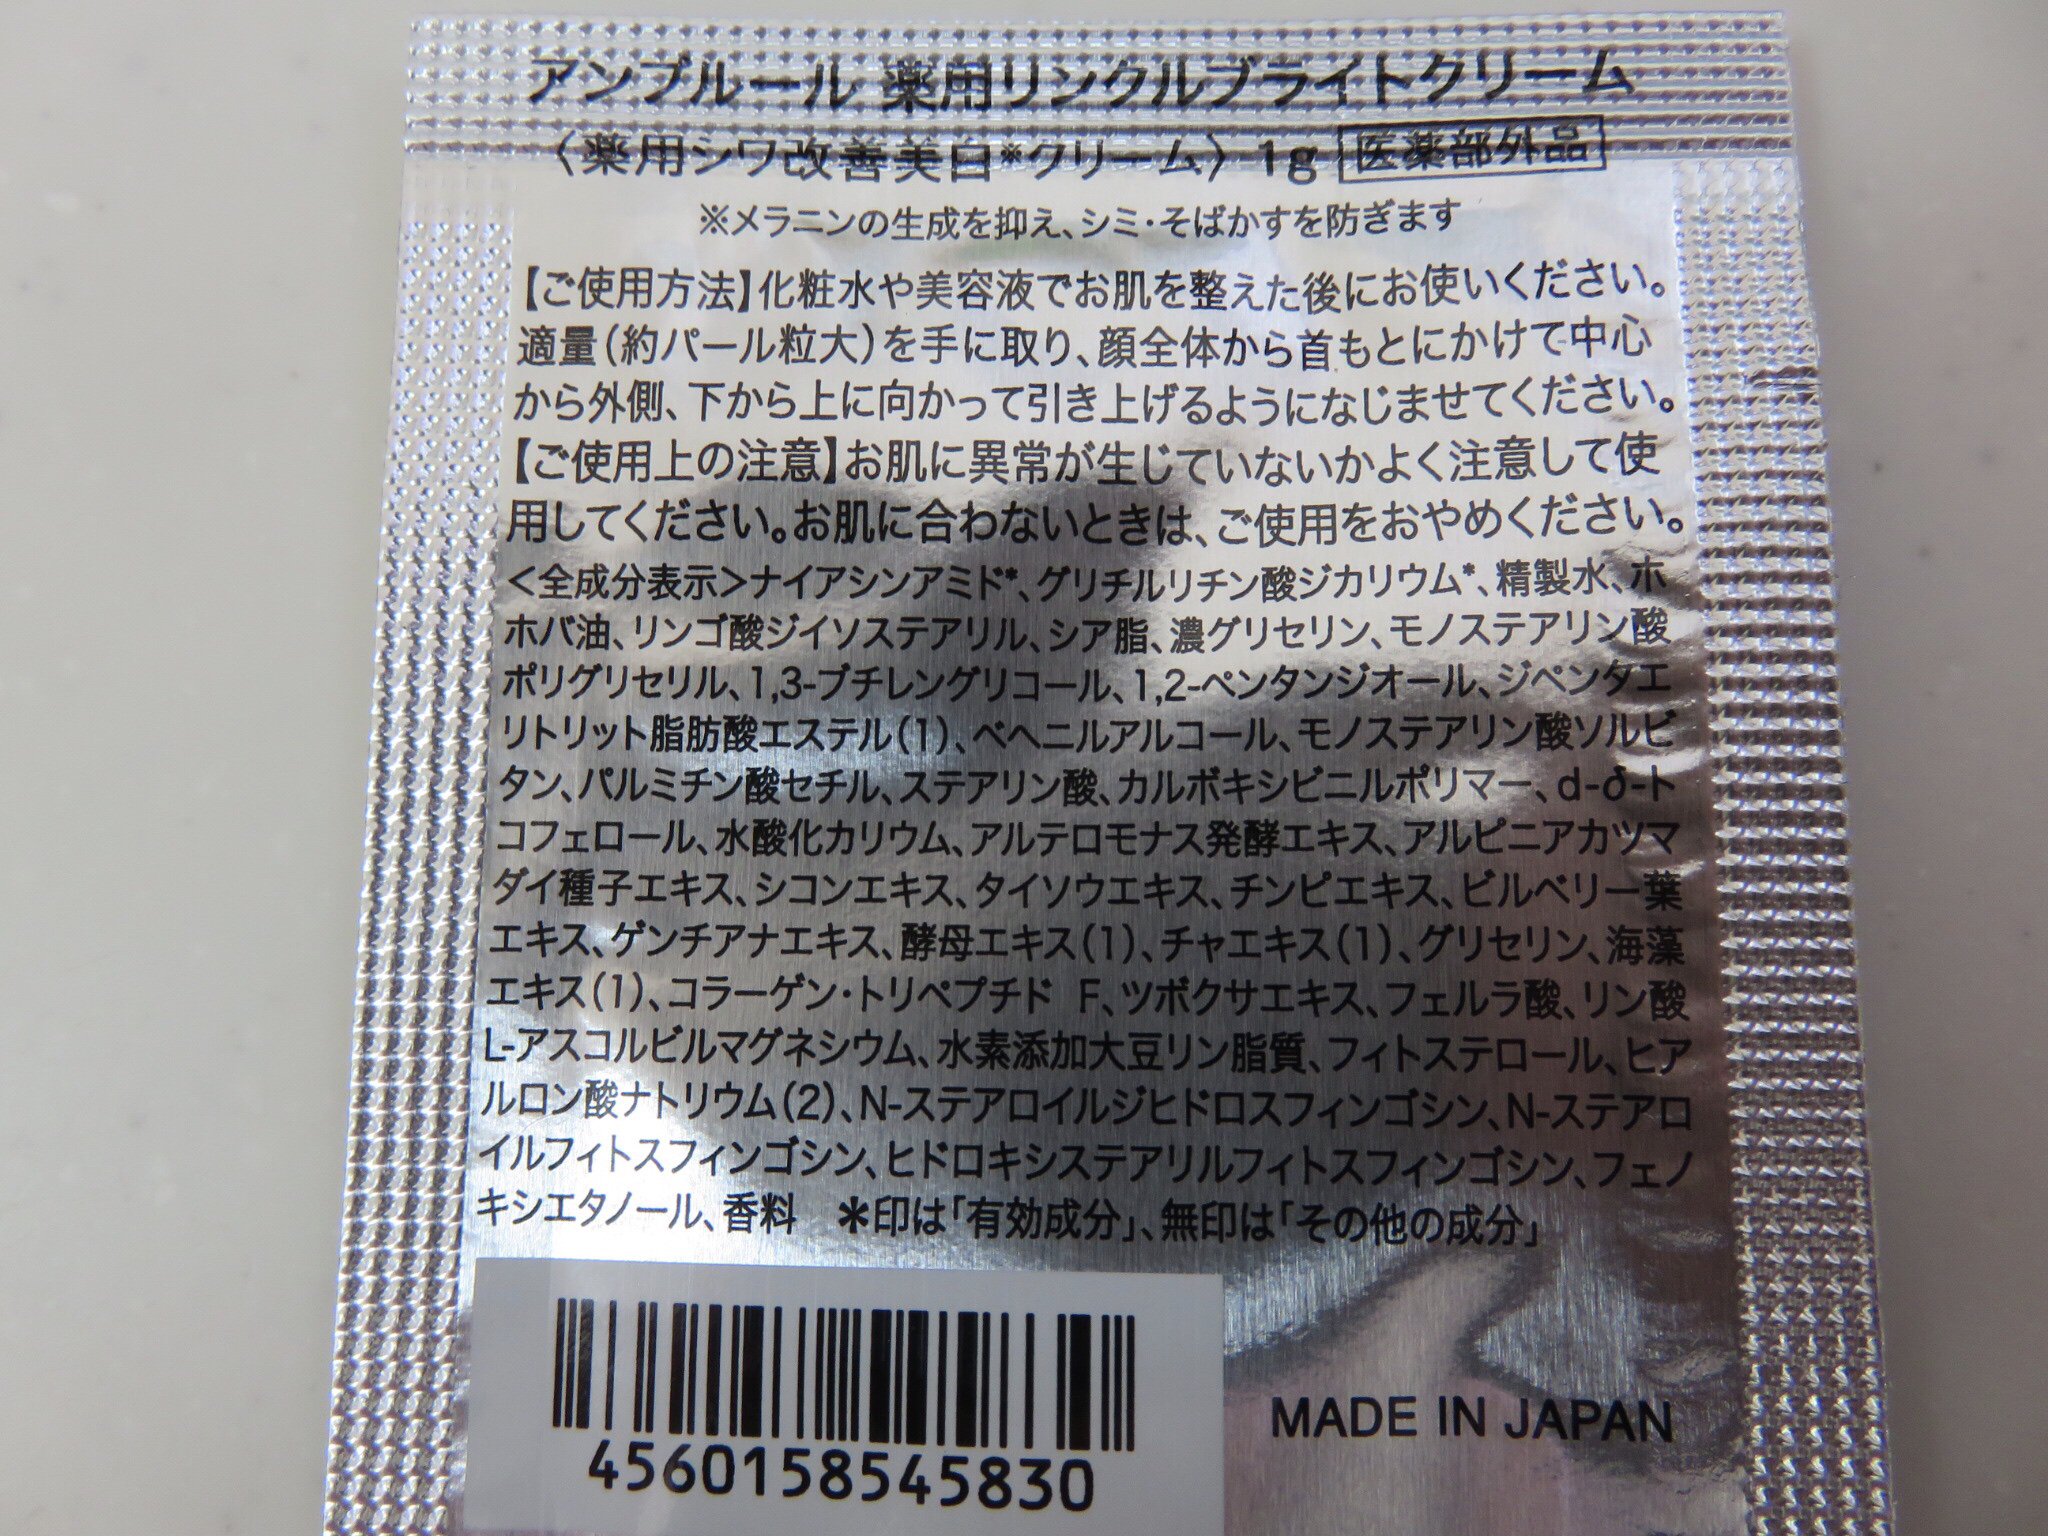 アンプルール 薬用リンクルブライトクリーム
〈薬用シワ改善美白※クリーム〉1g 医薬部外品
※メラニンの生成を抑え、シミ・そばかすを防ぎます
【ご使用方法】化粧水や美容液でお肌を整えた後にお使いください。
適量(約パール粒大)を手に取り、顔全体から首もとにかけて中心
から外側、下から上に向かって引き上げるようになじませてください。
【ご使用上の注意】お肌に異常が生じていないかよく注意して使
用してください。お肌に合わないときは、ご使用をおやめください。
<全成分表示>ナイアシンアミド*、グリチルリチン酸ジカリウム*、精製水、ホ
ホバ油、リンゴ酸ジイソステアリル、シア脂、濃グリセリン、モノステアリン酸
ポリグリセリル、1,3-ブチレングリコール、1,2-ペンタンジオール、ジペンタエ
リトリット脂肪酸エステル(1)、ベヘニルアルコール、モノステアリン酸ソルビ
タン、パルミチン酸セチル、ステアリン酸、カルボキシビニルポリマー、d-δ-ト
コフェロール、水酸化カリウム、アルテロモナス発酵エキス、アルピニアカツマ
ダイ種子エキス、シコンエキス、タイソウエキス、チンピエキス、ビルベリー葉
エキス、ゲンチアナエキス、酵母エキス(1)、チャエキス(1)、グリセリン、海藻
エキス(1)、コラーゲン・トリペプチド F、ツボクサエキス、フェルラ酸、リン酸
L-アスコルビルマグネシウム、水素添加大豆リン脂質、フィトステロール、ヒア
ルロン酸ナトリウム(2)、N-ステアロイルジヒドロスフィンゴシン、N-ステアロ
イルフィトスフィンゴシン、ヒドロキシステアリルフィトスフィンゴシン、フェノ
キシエタノール、香料 ＊印は「有効成分」、無印は「その他の成分」
4560158545830
MADE IN JAPAN